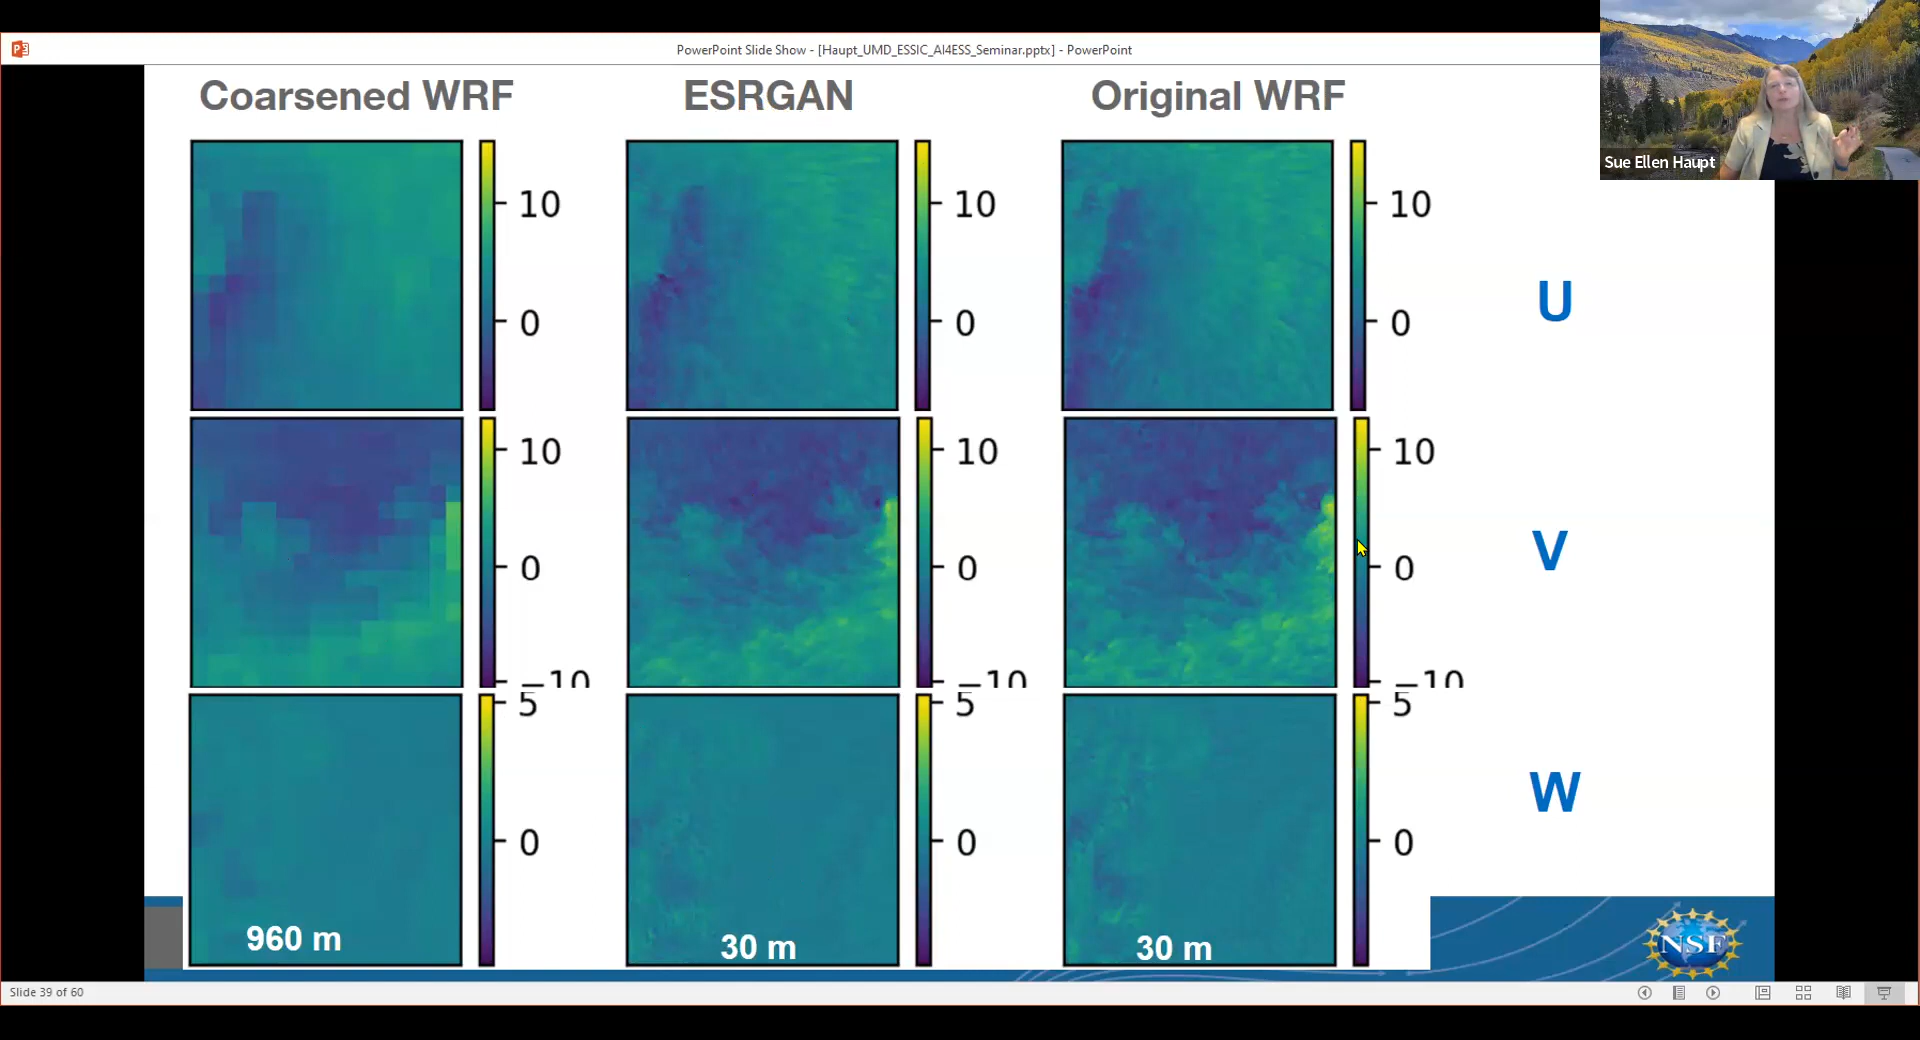 PowerPoint Slide Show - [Haupt_UMD_ESSIC_AI4ESS_Seminar.pptx] - PowerPoint
Sue Ellen Haupt
Coarsened WRF
ESRGAN
Original WRF
10
0
10
0
10
0
U
10
0
−10
10
0
−10
10
0
−10
V
5
0
5
0
5
0
W
960 m
30 m
30 m
NSF
Slide 39 of 60